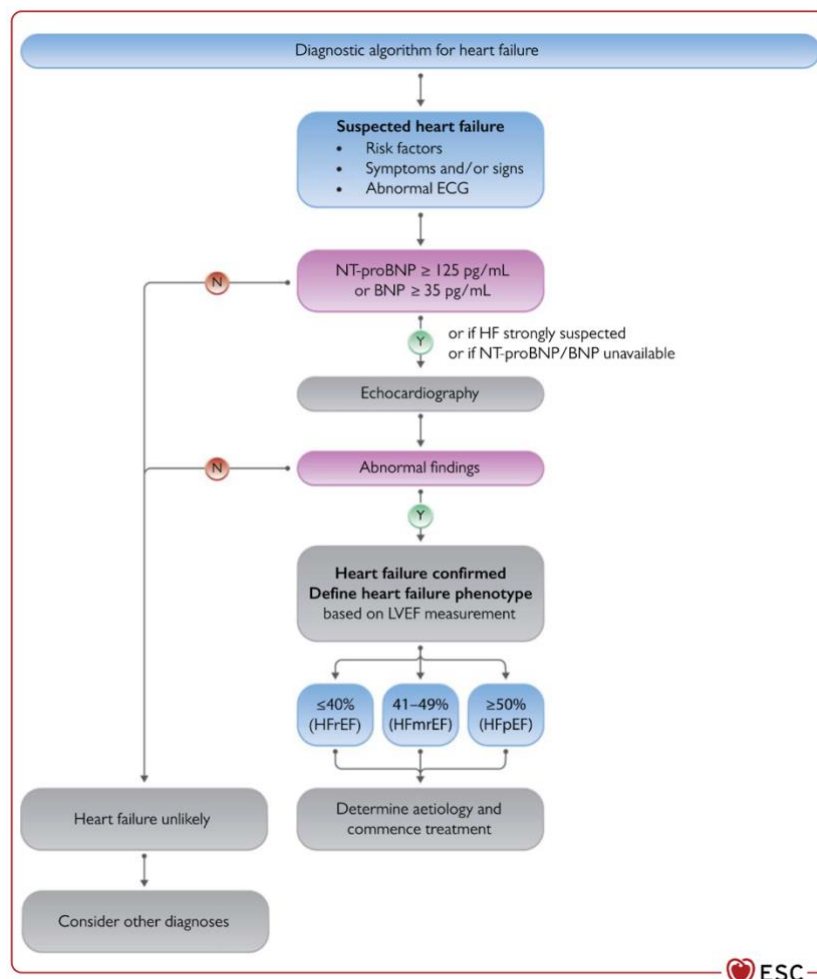 Diagnostic algorithm for heart failure
Suspected heart failure
• Risk factors
• Symptoms and/or signs
• Abnormal ECG
NT-proBNP ≥ 125 pg/mL
or BNP ≥ 35 pg/mL
N
Y
or if HF strongly suspected
or if NT-proBNP/BNP unavailable
Echocardiography
Abnormal findings
N
Y
Heart failure confirmed
Define heart failure phenotype
based on LVEF measurement
≤40%
(HFrEF)
41–49%
(HFmrEF)
≥50%
(HFpEF)
Heart failure unlikely
Determine aetiology and
commence treatment
Consider other diagnoses
ESC